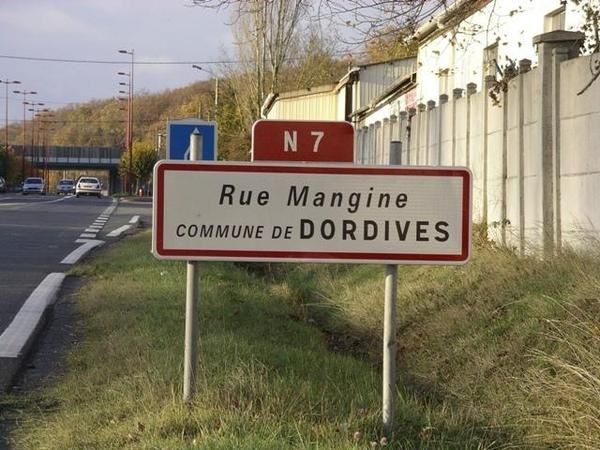 N 7
Rue Mangine
COMMUNE DE DORDIVES